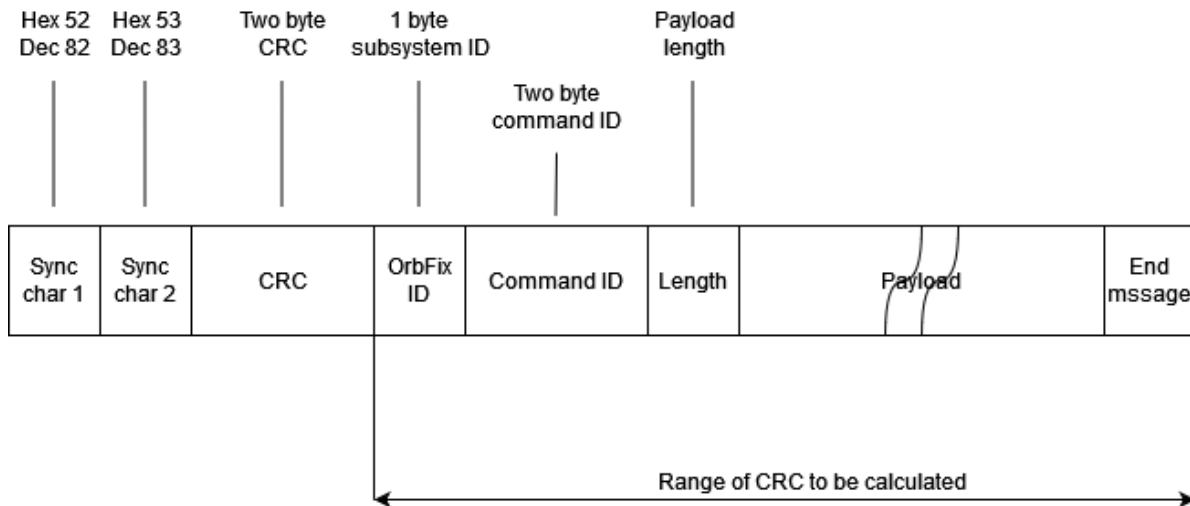 Hex 52
Dec 82
Hex 53
Dec 83
Two byte
CRC
1 byte
subsystem ID
Payload
length
Two byte
command ID
Sync
char 1
Sync
char 2
CRC
OrbFix
ID
Command ID
Length
Payload
End
mssage
Range of CRC to be calculated